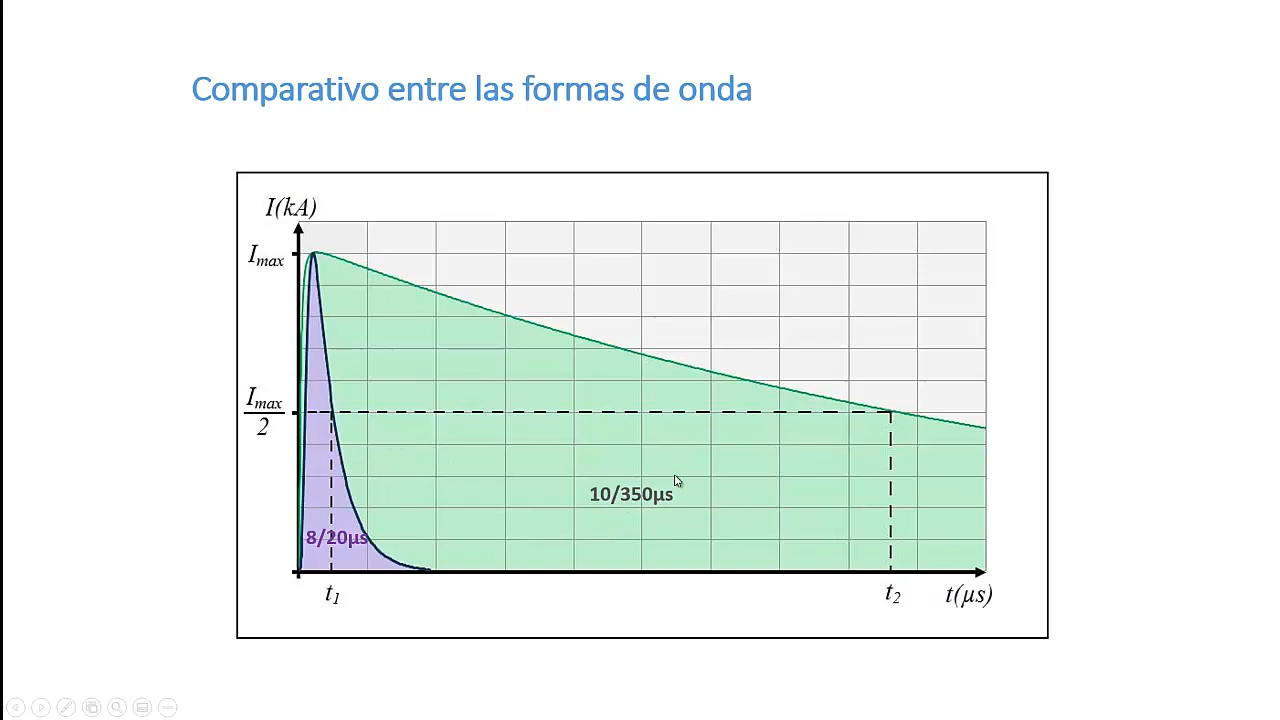 Comparativo entre las formas de onda
I(kA)
Imax
Imax
2
10/350µs
8/20µs
t1
t2
t(µs)